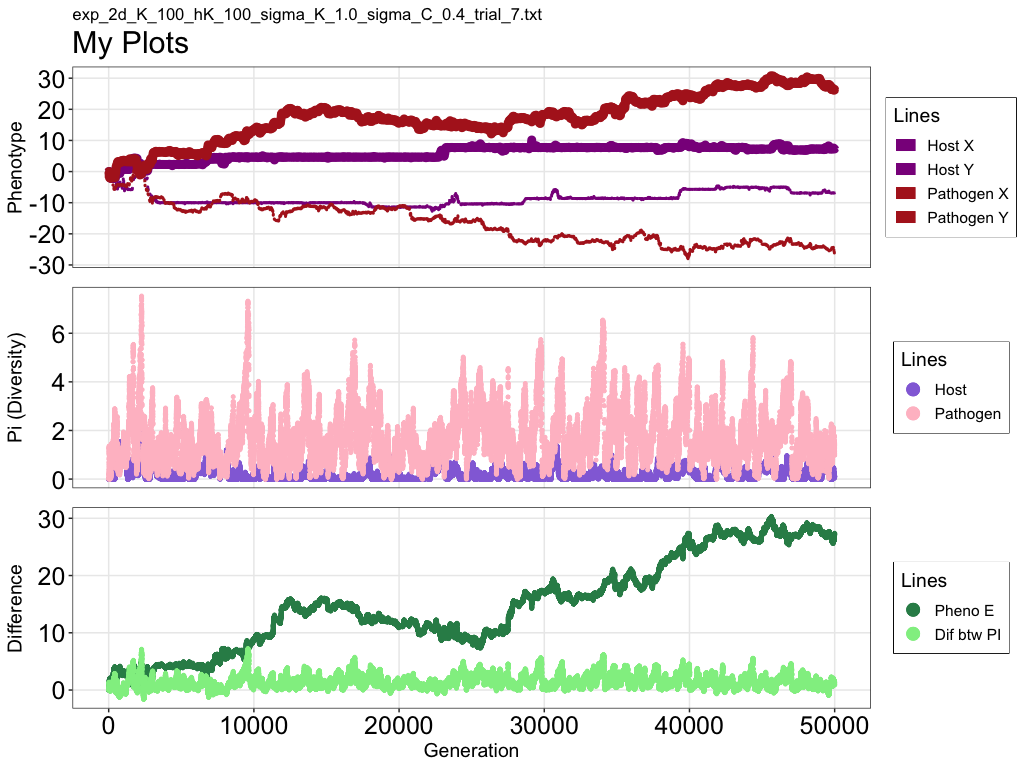 exp_2d_K_100_hK_100_sigma_K_1.0_sigma_C_0.4_trial_7.txt
My Plots
Phenotype
30
20
10
0
-10
-20
-30
Lines
Host X
Host Y
Pathogen X
Pathogen Y
Pi (Diversity)
6
4
2
0
Lines
Host
Pathogen
Difference
30
20
10
0
Lines
Pheno E
Dif btw PI
0 10000 20000 30000 40000 50000
Generation